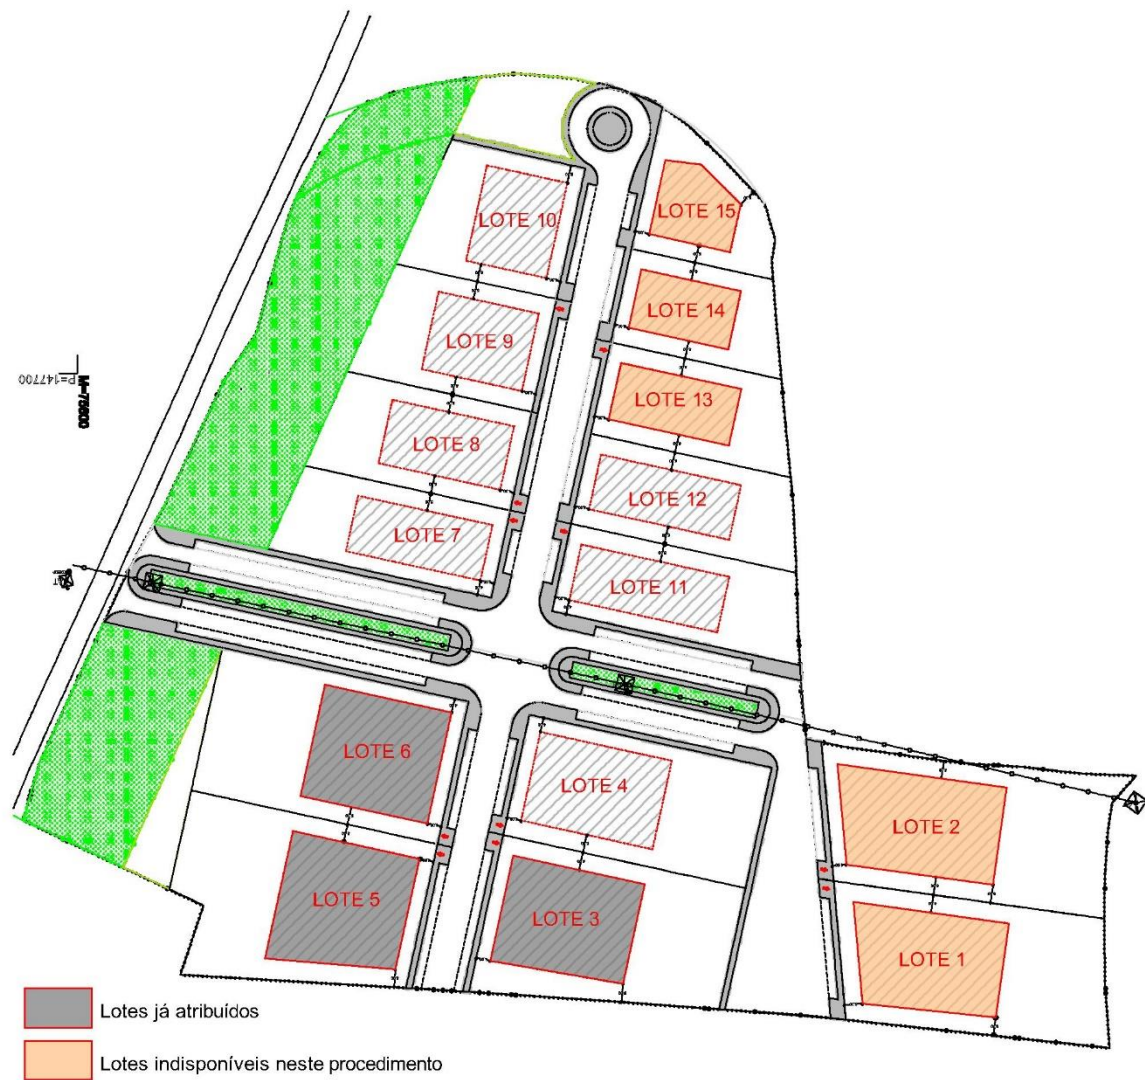 LOTE 10
LOTE 15
LOTE 14
LOTE 9
P=147700
M=-75600
LOTE 13
LOTE 8
LOTE 12
LOTE 7
LOTE 11
LOTE 6
LOTE 4
LOTE 2
LOTE 5
LOTE 3
LOTE 1
Lotes já atribuídos
Lotes indisponíveis neste procedimento